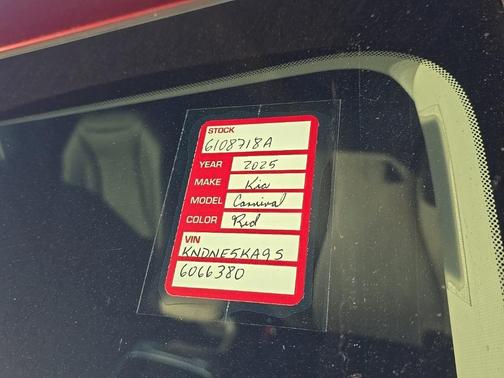 STOCK
6108718A
YEAR 2025
MAKE Kia
MODEL Carnival
COLOR Red
VIN
KNDNE5KA9S
6066380